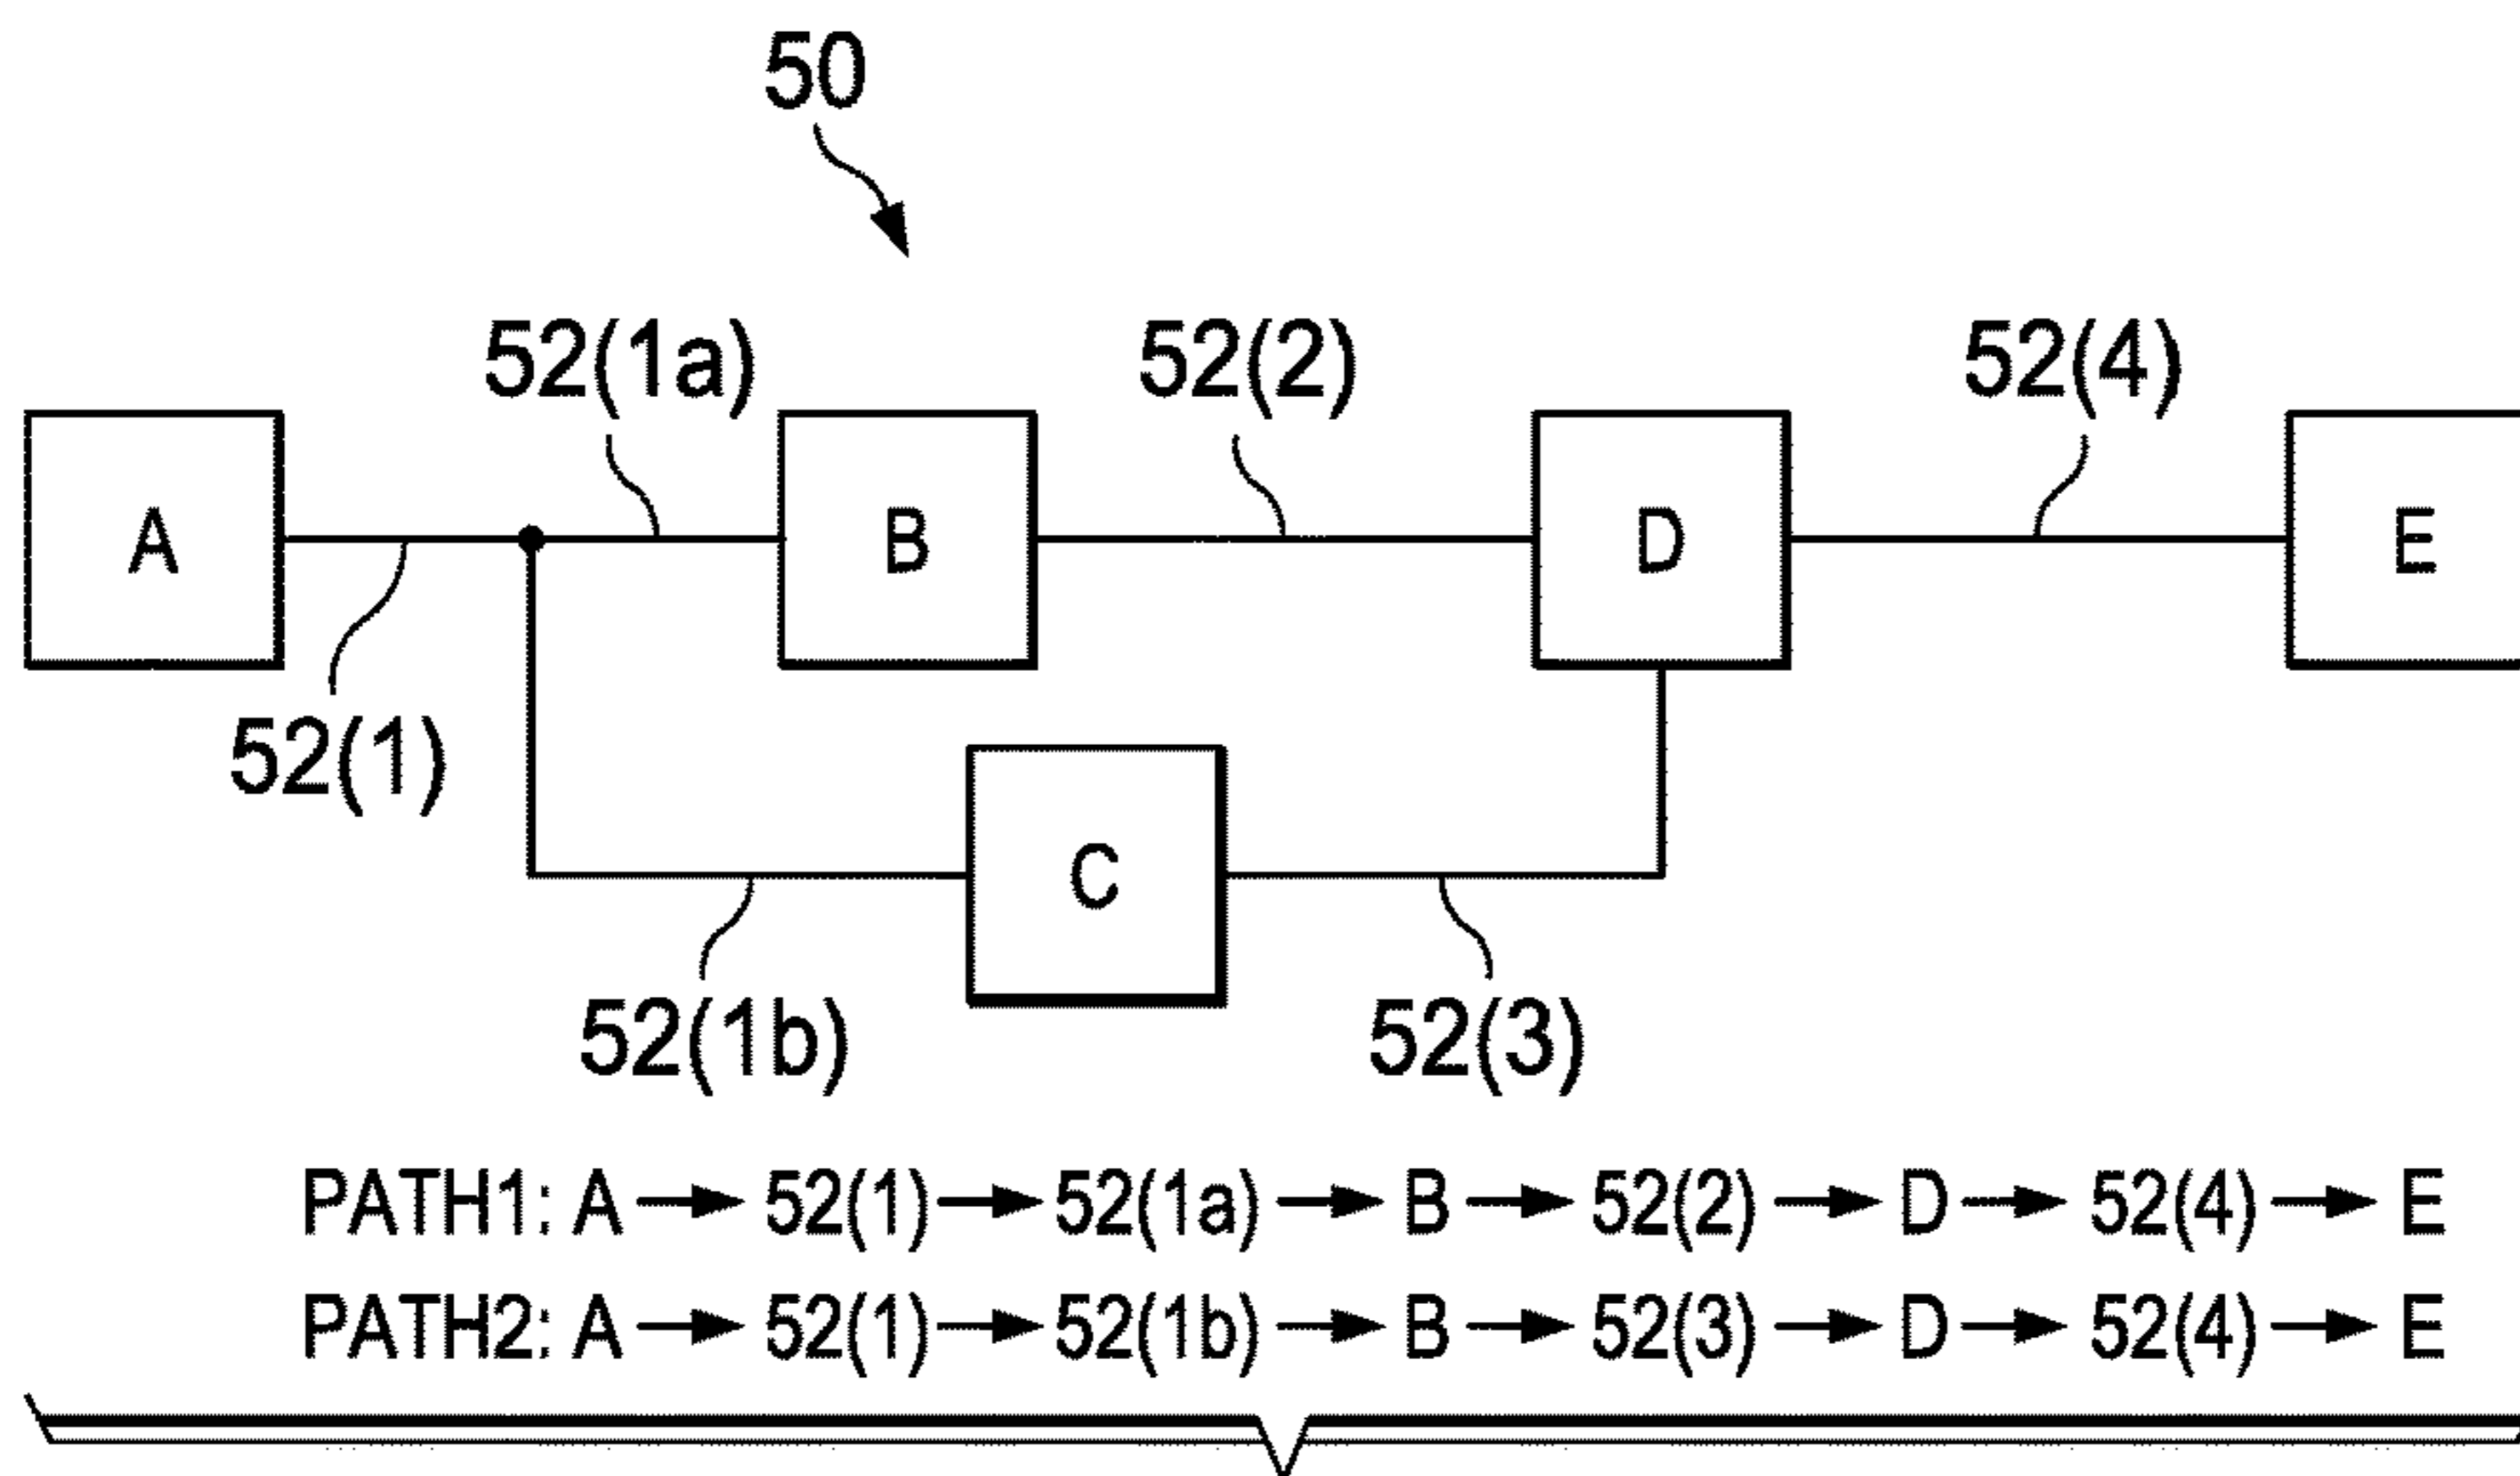 50
52(1a) 52(2) 52(4)
A B D E
52(1)
C
52(1b) 52(3)
PATH1: A → 52(1) → 52(1a) → B → 52(2) → D → 52(4) → E
PATH2: A → 52(1) → 52(1b) → B → 52(3) → D → 52(4) → E